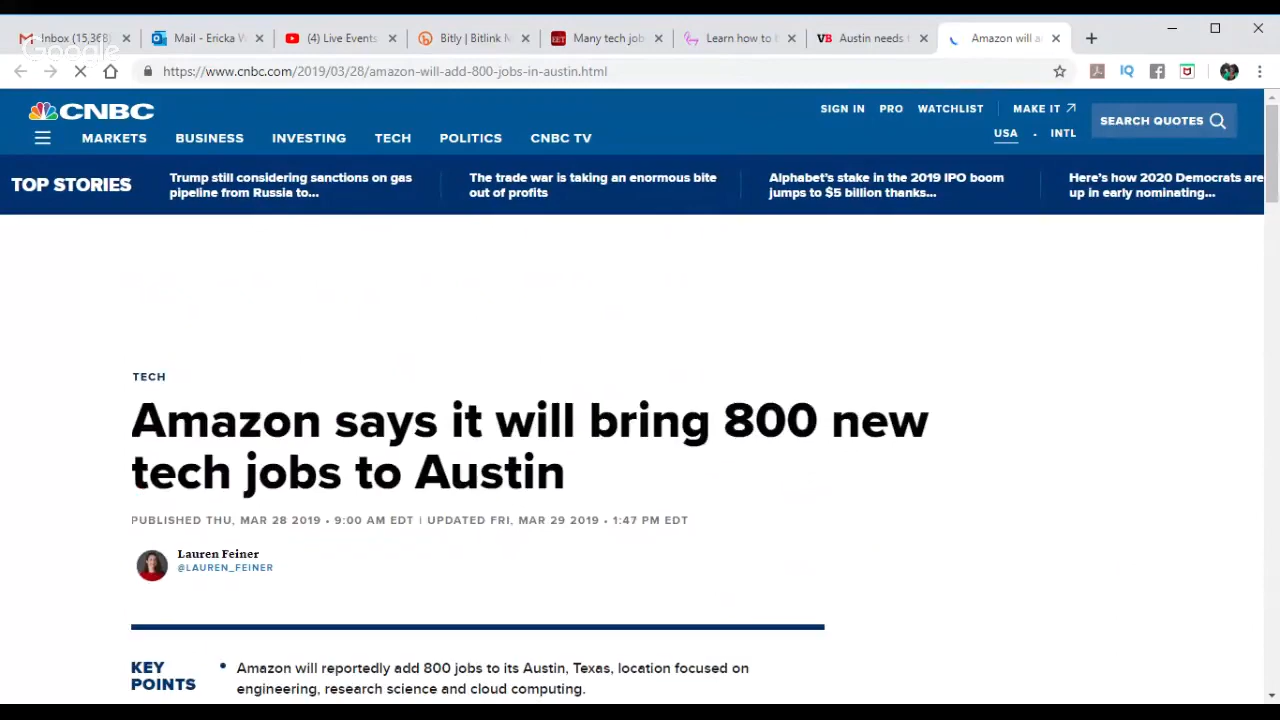 Inbox (15,368)
Mail - Ericka W
(4) Live Events
Bitly | Bitlink M
EET
Many tech job
Learn how to b
VB
Austin needs
Amazon will a
Google
https://www.cnbc.com/2019/03/28/amazon-will-add-800-jobs-in-austin.html
IQ
CNBC
SIGN IN PRO WATCHLIST MAKE IT
USA - INTL
SEARCH QUOTES
MARKETS BUSINESS INVESTING TECH POLITICS CNBC TV
TOP STORIES
Trump still considering sanctions on gas
pipeline from Russia to...
The trade war is taking an enormous bite
out of profits
Alphabet's stake in the 2019 IPO boom
jumps to $5 billion thanks...
Here's how 2020 Democrats are
up in early nominating...
TECH
Amazon says it will bring 800 new
tech jobs to Austin
PUBLISHED THU, MAR 28 2019 • 9:00 AM EDT | UPDATED FRI, MAR 29 2019 • 1:47 PM EDT
Lauren Feiner
@LAUREN_FEINER
KEY
POINTS
• Amazon will reportedly add 800 jobs to its Austin, Texas, location focused on
engineering, research science and cloud computing.